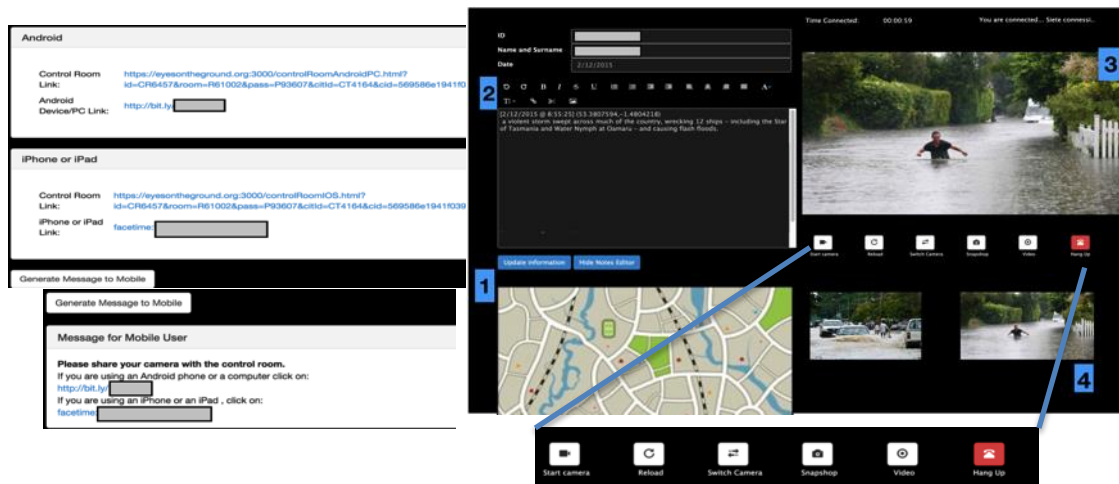 Android
Control Room Link:
https://eyesontheground.org:3000/controlRoomAndroidPC.html?
id=CR6457&room=R61002&pass=P93607&citId=CT4164&cid=569586e1941f0
Android Device/PC Link:
http://bit.ly/
iPhone or iPad
Control Room Link:
https://eyesontheground.org:3000/controlRoomIOS.html?
id=CR6457&room=R61002&pass=P93607&citId=CT4164&cid=569586e1941f039
iPhone or iPad Link:
facetime:
Generate Message to Mobile
Generate Message to Mobile
Message for Mobile User
Please share your camera with the control room.
If you are using an Android phone or a computer click on:
http://bit.ly/
If you are using an iPhone or an iPad , click on:
facetime:
Time Connected: 00:00:59
You are connected... Siete connessi..
ID
Name and Surname
Date
2/12/2015
2
B I S U
[2/12/2015 @ 8:55:25] (53.3807594,-1.4804218)
a violent storm swept across much of the country, wrecking 12 ships – including the Star
of Tasmania and Water Nymph at Oamaru – and causing flash floods.
Update information
Hide Notes Editor
1
3
Start camera
Reload
Switch Camera
Snapshop
Video
Hang Up
4
Start camera
Reload
Switch Camera
Snapshop
Video
Hang Up